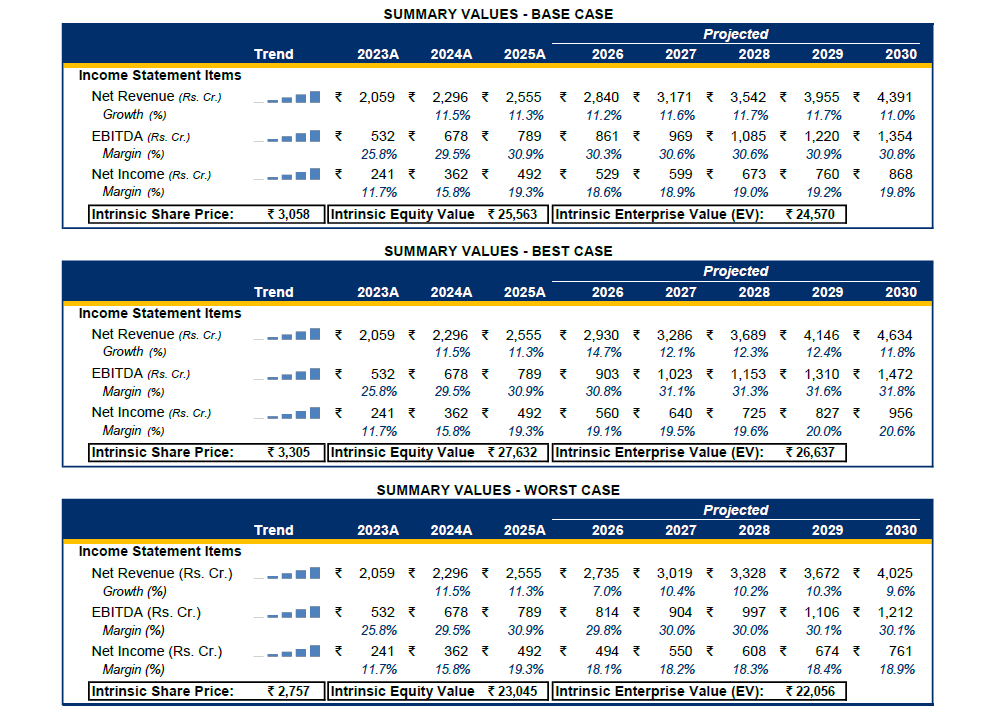 SUMMARY VALUES - BASE CASE
Projected
Trend 2023A 2024A 2025A 2026 2027 2028 2029 2030
Income Statement Items
Net Revenue (Rs. Cr.) ₹ 2,059 ₹ 2,296 ₹ 2,555 ₹ 2,840 ₹ 3,171 ₹ 3,542 ₹ 3,955 ₹ 4,391
Growth (%) 11.5% 11.3% 11.2% 11.6% 11.7% 11.7% 11.0%
EBITDA (Rs. Cr.) ₹ 532 ₹ 678 ₹ 789 ₹ 861 ₹ 969 ₹ 1,085 ₹ 1,220 ₹ 1,354
Margin (%) 25.8% 29.5% 30.9% 30.3% 30.6% 30.6% 30.9% 30.8%
Net Income (Rs. Cr.) ₹ 241 ₹ 362 ₹ 492 ₹ 529 ₹ 599 ₹ 673 ₹ 760 ₹ 868
Margin (%) 11.7% 15.8% 19.3% 18.6% 18.9% 19.0% 19.2% 19.8%
Intrinsic Share Price: ₹ 3,058 Intrinsic Equity Value ₹ 25,563 Intrinsic Enterprise Value (EV): ₹ 24,570
SUMMARY VALUES - BEST CASE
Projected
Trend 2023A 2024A 2025A 2026 2027 2028 2029 2030
Income Statement Items
Net Revenue (Rs. Cr.) ₹ 2,059 ₹ 2,296 ₹ 2,555 ₹ 2,930 ₹ 3,286 ₹ 3,689 ₹ 4,146 ₹ 4,634
Growth (%) 11.5% 11.3% 14.7% 12.1% 12.3% 12.4% 11.8%
EBITDA (Rs. Cr.) ₹ 532 ₹ 678 ₹ 789 ₹ 903 ₹ 1,023 ₹ 1,153 ₹ 1,310 ₹ 1,472
Margin (%) 25.8% 29.5% 30.9% 30.8% 31.1% 31.3% 31.6% 31.8%
Net Income (Rs. Cr.) ₹ 241 ₹ 362 ₹ 492 ₹ 560 ₹ 640 ₹ 725 ₹ 827 ₹ 956
Margin (%) 11.7% 15.8% 19.3% 19.1% 19.5% 19.6% 20.0% 20.6%
Intrinsic Share Price: ₹ 3,305 Intrinsic Equity Value ₹ 27,632 Intrinsic Enterprise Value (EV): ₹ 26,637
SUMMARY VALUES - WORST CASE
Projected
Trend 2023A 2024A 2025A 2026 2027 2028 2029 2030
Income Statement Items
Net Revenue (Rs. Cr.) ₹ 2,059 ₹ 2,296 ₹ 2,555 ₹ 2,735 ₹ 3,019 ₹ 3,328 ₹ 3,672 ₹ 4,025
Growth (%) 11.5% 11.3% 7.0% 10.4% 10.2% 10.3% 9.6%
EBITDA (Rs. Cr.) ₹ 532 ₹ 678 ₹ 789 ₹ 814 ₹ 904 ₹ 997 ₹ 1,106 ₹ 1,212
Margin (%) 25.8% 29.5% 30.9% 29.8% 30.0% 30.0% 30.1% 30.1%
Net Income (Rs. Cr.) ₹ 241 ₹ 362 ₹ 492 ₹ 494 ₹ 550 ₹ 608 ₹ 674 ₹ 761
Margin (%) 11.7% 15.8% 19.3% 18.1% 18.2% 18.3% 18.4% 18.9%
Intrinsic Share Price: ₹ 2,757 Intrinsic Equity Value ₹ 23,045 Intrinsic Enterprise Value (EV): ₹ 22,056